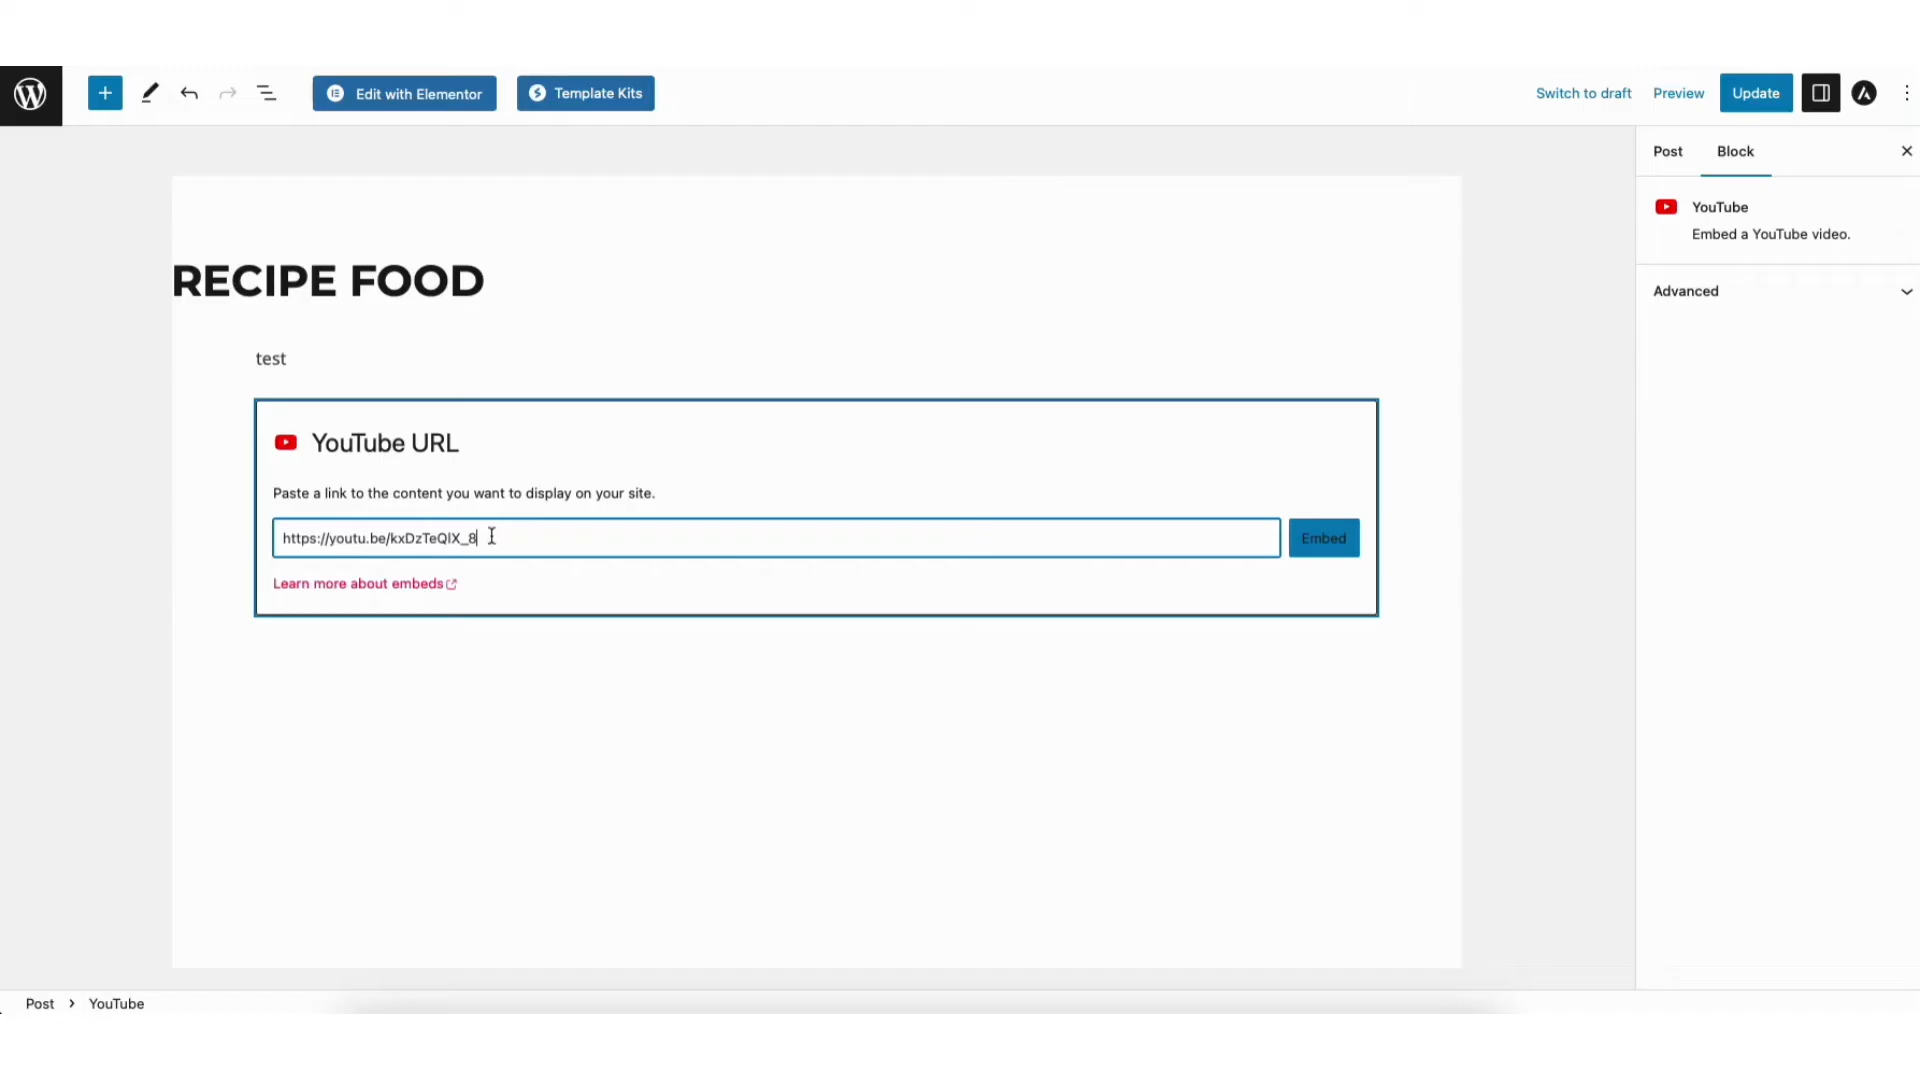 Edit with Elementor
Template Kits
Switch to draft
Preview
Update
Post
Block
YouTube
Embed a YouTube video.
Advanced
RECIPE FOOD
test
YouTube URL
Paste a link to the content you want to display on your site.
https://youtu.be/kxDzTeQlX_8
Embed
Learn more about embeds
Post > YouTube